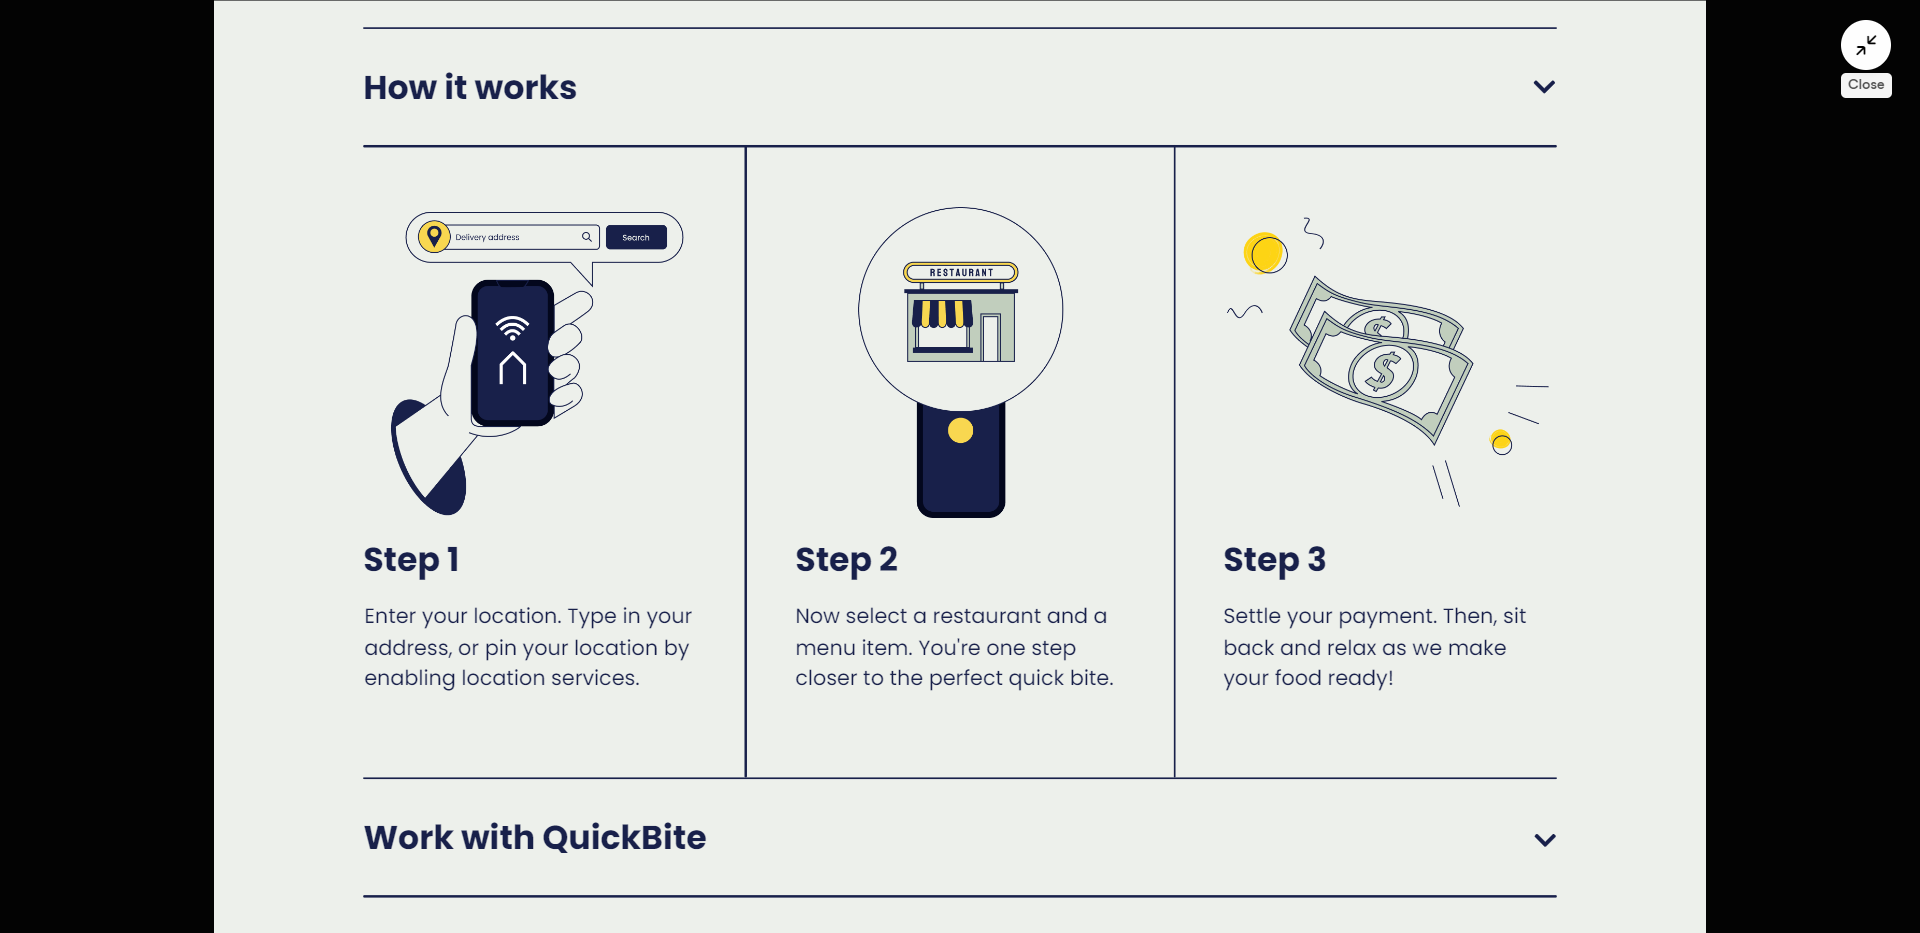 Close
How it works
Delivery address
Search
RESTAURANT
Step 1
Enter your location. Type in your
address, or pin your location by
enabling location services.
Step 2
Now select a restaurant and a
menu item. You're one step
closer to the perfect quick bite.
Step 3
Settle your payment. Then, sit
back and relax as we make
your food ready!
Work with QuickBite